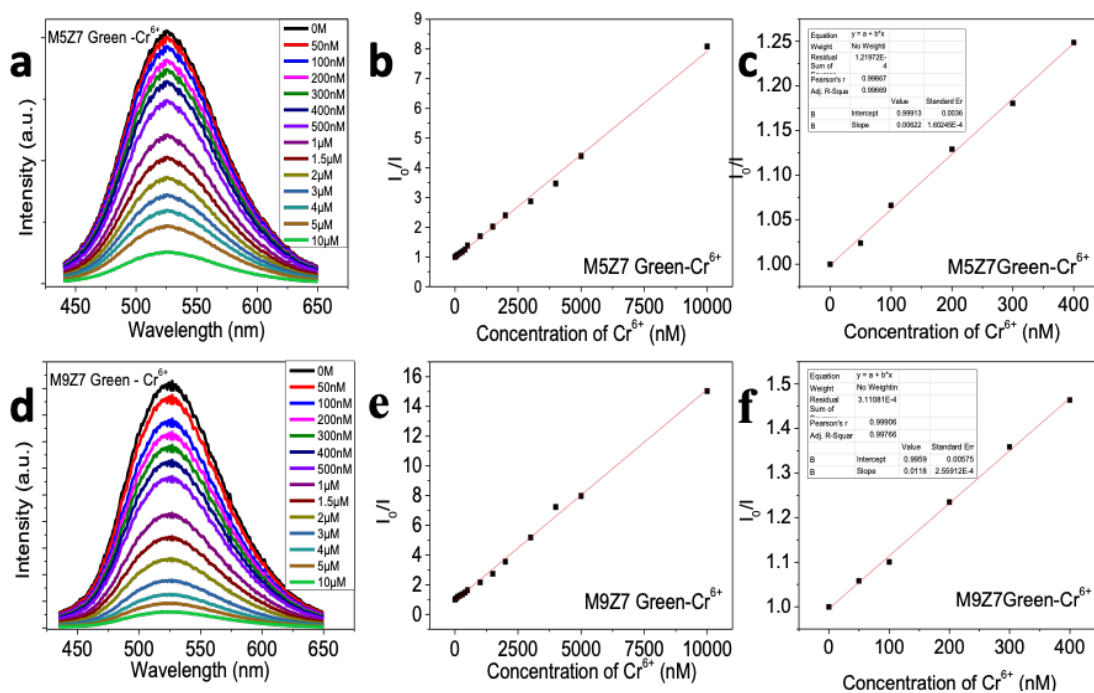 a
M5Z7 Green -Cr6+
0M
50nM
100nM
200nM
300nM
400nM
500nM
1µM
1.5µM
2µM
3µM
4µM
5µM
10µM
Intensity (a.u.)
450 500 550 600 650
Wavelength (nm)
b
9
8
7
6
5
4
3
2
1
0
I0/I
M5Z7 Green-Cr6+
0 2500 5000 7500 10000
Concentration of Cr6+ (nM)
c
Equation y = a + b*x
Weight No Weighti
Residual 1.21972E-
Sum of 4
Pearson's r 0.99867
Adj. R-Squa 0.99669
Value Standard Err
B Intercept 0.99913 0.0036
B Slope 0.00622 1.60245E-4
1.25
1.20
1.15
1.10
1.05
1.00
I0/I
M5Z7Green-Cr6+
0 100 200 300 400
Concentration of Cr6+ (nM)
d
M9Z7 Green - Cr6+
0M
50nM
100nM
200nM
300nM
400nM
500nM
1µM
1.5µM
2µM
3µM
4µM
5µM
10µM
Intensity (a.u.)
450 500 550 600 650
Wavelength (nm)
e
16
14
12
10
8
6
4
2
0
I0/I
M9Z7 Green-Cr6+
0 2500 5000 7500 10000
Concentration of Cr6+ (nM)
f
Equation y = a + b*x
Weight No Weightin
Residual 3.11081E-4
Sum of
Pearson's r 0.99906
Adj. R-Squar 0.99766
Value Standard Err
B Intercept 0.9959 0.00575
B Slope 0.0118 2.55912E-4
1.5
1.4
1.3
1.2
1.1
1.0
I0/I
M9Z7Green-Cr6+
0 100 200 300 400
Concentration of Cr6+ (nM)